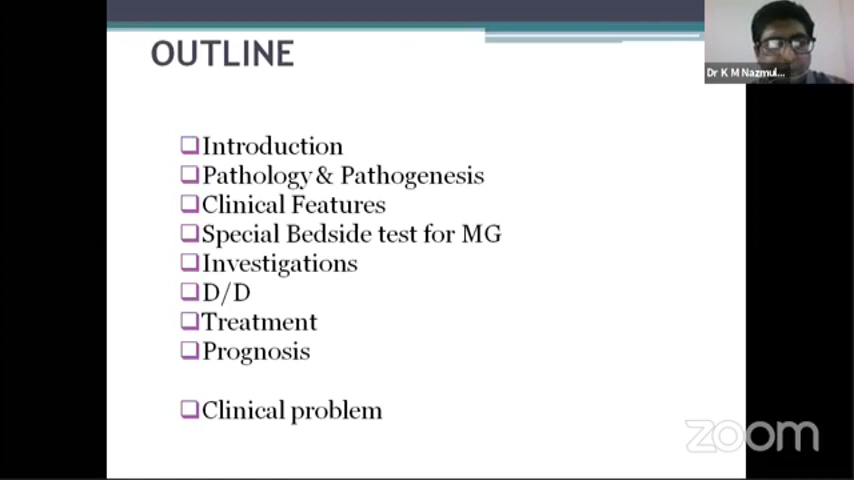 OUTLINE
Dr K M Nazmul...
Introduction
Pathology & Pathogenesis
Clinical Features
Special Bedside test for MG
Investigations
D/D
Treatment
Prognosis
Clinical problem
zoom